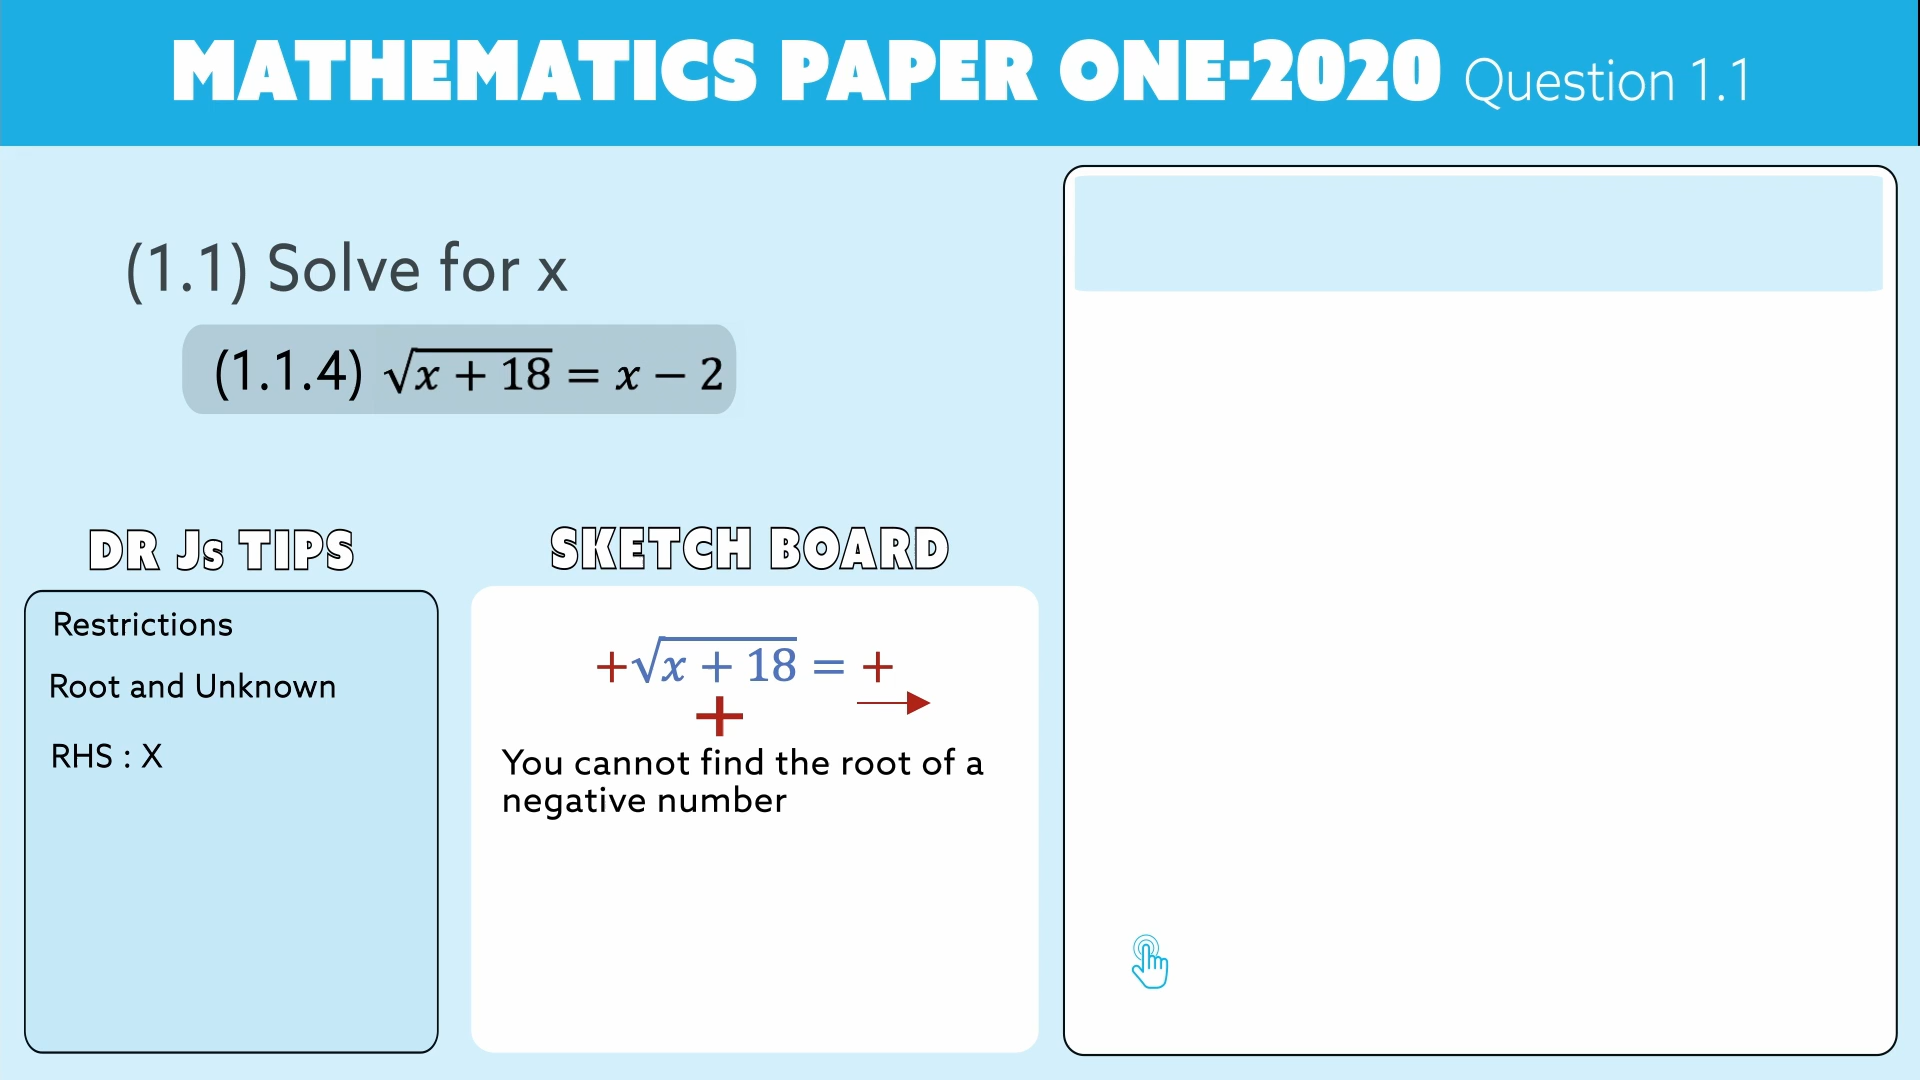 MATHEMATICS PAPER ONE-2020 Question 1.1
(1.1) Solve for x
(1.1.4) √x + 18 = x − 2
DR Js TIPS
Restrictions
Root and Unknown
RHS : X
SKETCH BOARD
+√x + 18 = +
+
You cannot find the root of a
negative number